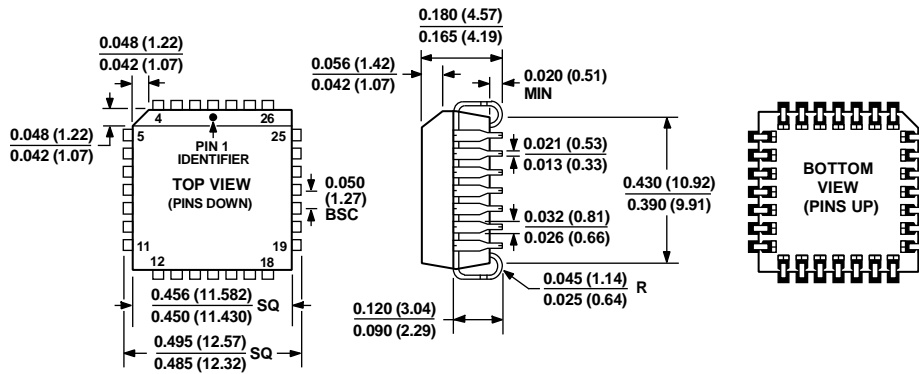 0.180 (4.57)
0.165 (4.19)
0.048 (1.22)
0.042 (1.07)
0.056 (1.42)
0.042 (1.07)
0.020 (0.51)
MIN
4
26
5
25
0.048 (1.22)
0.042 (1.07)
PIN 1
IDENTIFIER
TOP VIEW
(PINS DOWN)
0.050
(1.27)
BSC
11
19
12
18
0.456 (11.582)
0.450 (11.430)
SQ
0.495 (12.57)
0.485 (12.32)
SQ
0.021 (0.53)
0.013 (0.33)
0.032 (0.81)
0.026 (0.66)
0.430 (10.92)
0.390 (9.91)
0.045 (1.14)
0.025 (0.64)
R
0.120 (3.04)
0.090 (2.29)
BOTTOM
VIEW
(PINS UP)